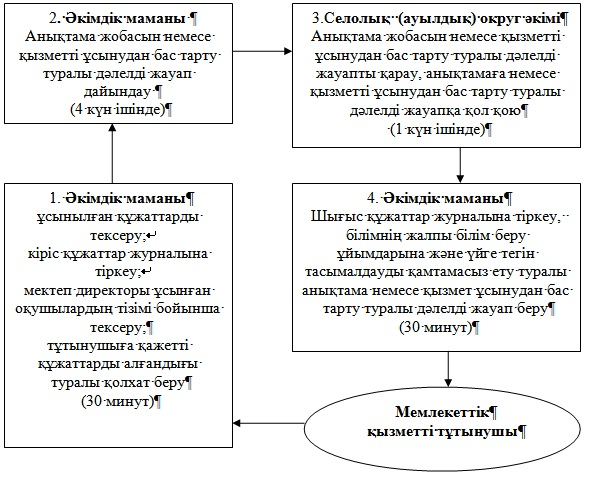 2. Әкімдік маманы ¶
Анықтама жобасын немесе
қызметті ұсынудан бас тарту
туралы дәлелді жауап
дайындау ¶
(4 күн ішінде)¶
3.Селолық (ауылдық) округ әкімі¶
Анықтама жобасын немесе қызметті
ұсынудан бас тарту туралы дәлелді
жауапты қарау, анықтамаға немесе
қызметті ұсынудан бас тарту туралы
дәлелді жауапқа қол қою¶
(1 күн ішінде)¶
1. Әкімдік маманы¶
ұсынылған құжаттарды
тексеру;↵
кіріс құжаттар журналына
тіркеу;↵
мектеп директоры ұсынған
оқушылардың тізімі бойынша
тексеру;¶
тұтынушыға қажетті
құжаттарды алғандығы
туралы қолхат беру¶
(30 минут)¶
4. Әкімдік маманы¶
Шығыс құжаттар журналына тіркеу,
білімнің жалпы білім беру
ұйымдарына және үйге тегін
тасымалдауды қамтамасыз ету туралы
анықтама немесе қызмет ұсынудан бас
тарту туралы дәлелді жауап беру¶
(30 минут)¶
Мемлекеттік¶
қызметті тұтынушы¶